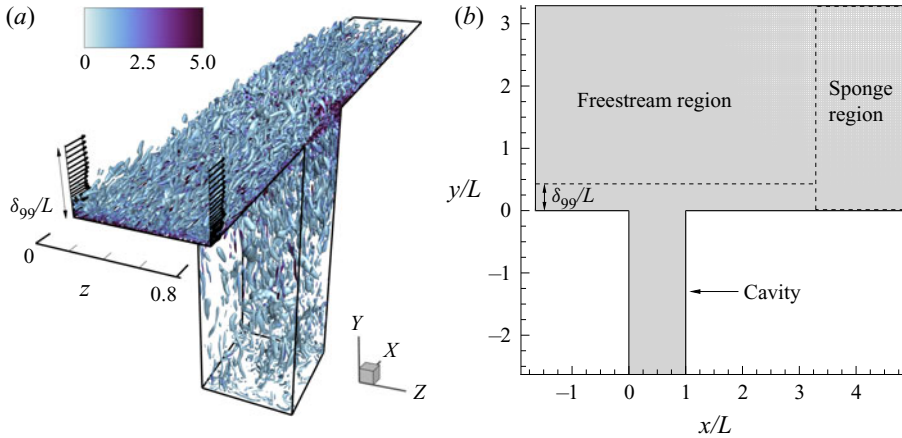 (a)
0 2.5 5.0
δ99/L
0
z
0.8
Y
X
Z
(b)
3
2
1
0
−1
−2
y/L
Freestream region
Sponge
region
δ99/L
Cavity
−1 0 1 2 3 4
x/L